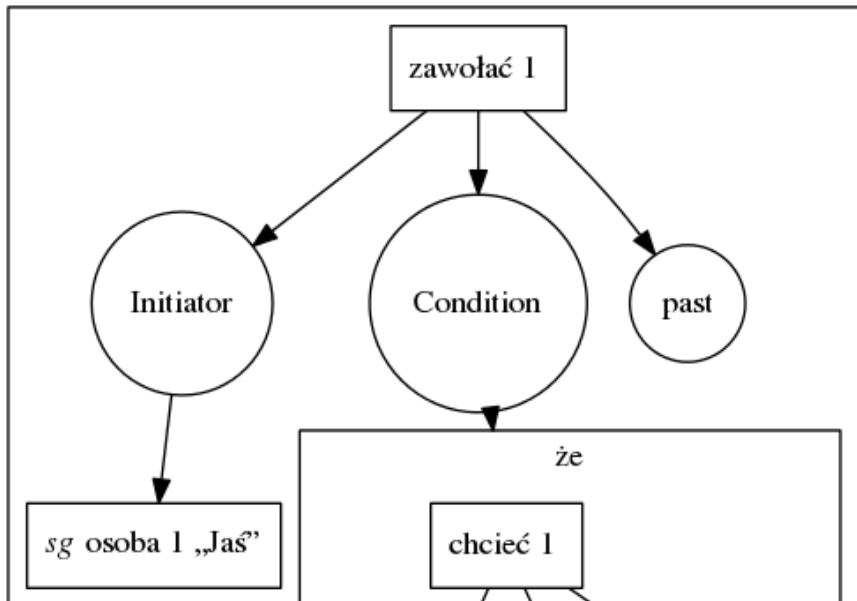 zawołać 1
Initiator
Condition
past
że
sg osoba 1 „Jaś”
chcieć 1